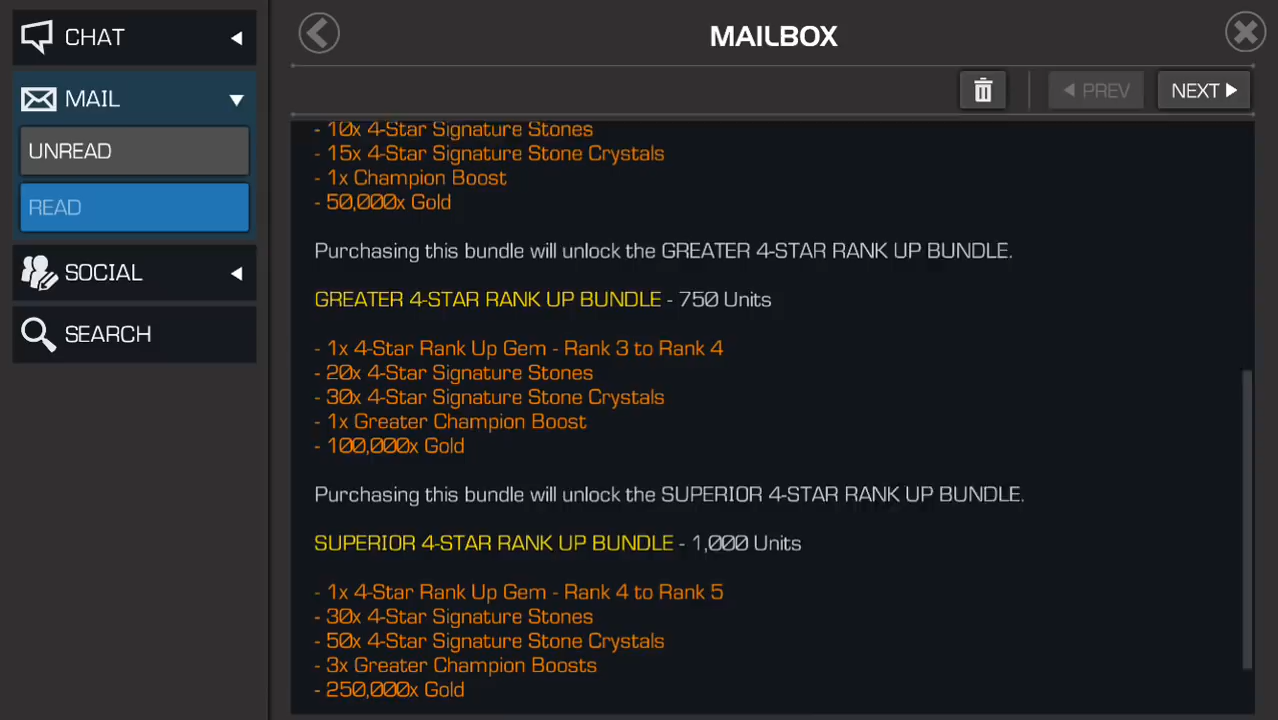 CHAT
MAILBOX
MAIL
PREV
NEXT
UNREAD
READ
SOCIAL
SEARCH
- 10x 4-Star Signature Stones
- 15x 4-Star Signature Stone Crystals
- 1x Champion Boost
- 50,000x Gold
Purchasing this bundle will unlock the GREATER 4-STAR RANK UP BUNDLE.
GREATER 4-STAR RANK UP BUNDLE - 750 Units
- 1x 4-Star Rank Up Gem - Rank 3 to Rank 4
- 20x 4-Star Signature Stones
- 30x 4-Star Signature Stone Crystals
- 1x Greater Champion Boost
- 100,000x Gold
Purchasing this bundle will unlock the SUPERIOR 4-STAR RANK UP BUNDLE.
SUPERIOR 4-STAR RANK UP BUNDLE - 1,000 Units
- 1x 4-Star Rank Up Gem - Rank 4 to Rank 5
- 30x 4-Star Signature Stones
- 50x 4-Star Signature Stone Crystals
- 3x Greater Champion Boosts
- 250,000x Gold